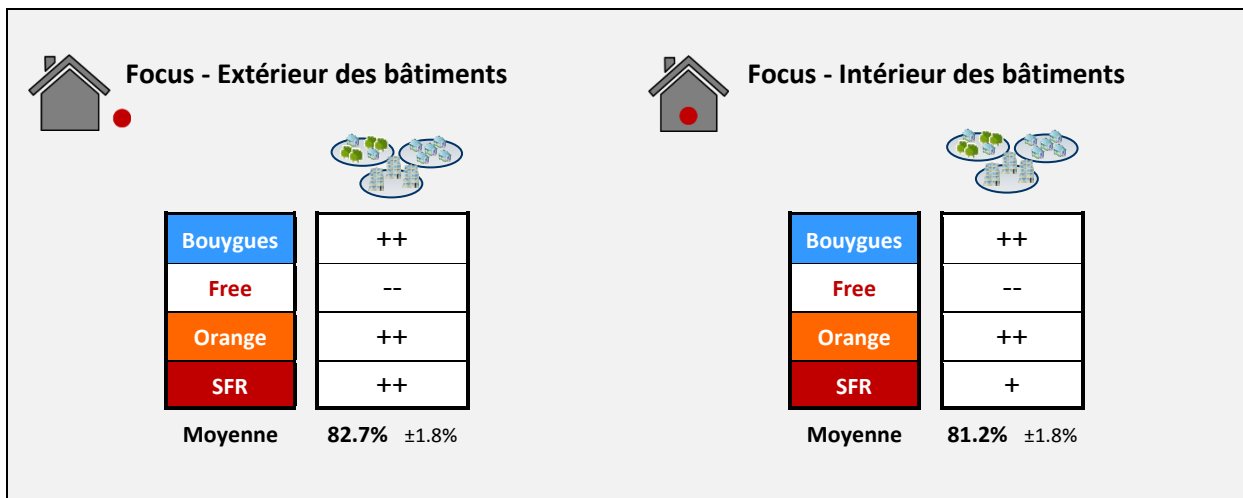 Focus - Extérieur des bâtiments
Bouygues ++
Free --
Orange ++
SFR ++
Moyenne 82.7% ±1.8%
Focus - Intérieur des bâtiments
Bouygues ++
Free --
Orange ++
SFR +
Moyenne 81.2% ±1.8%